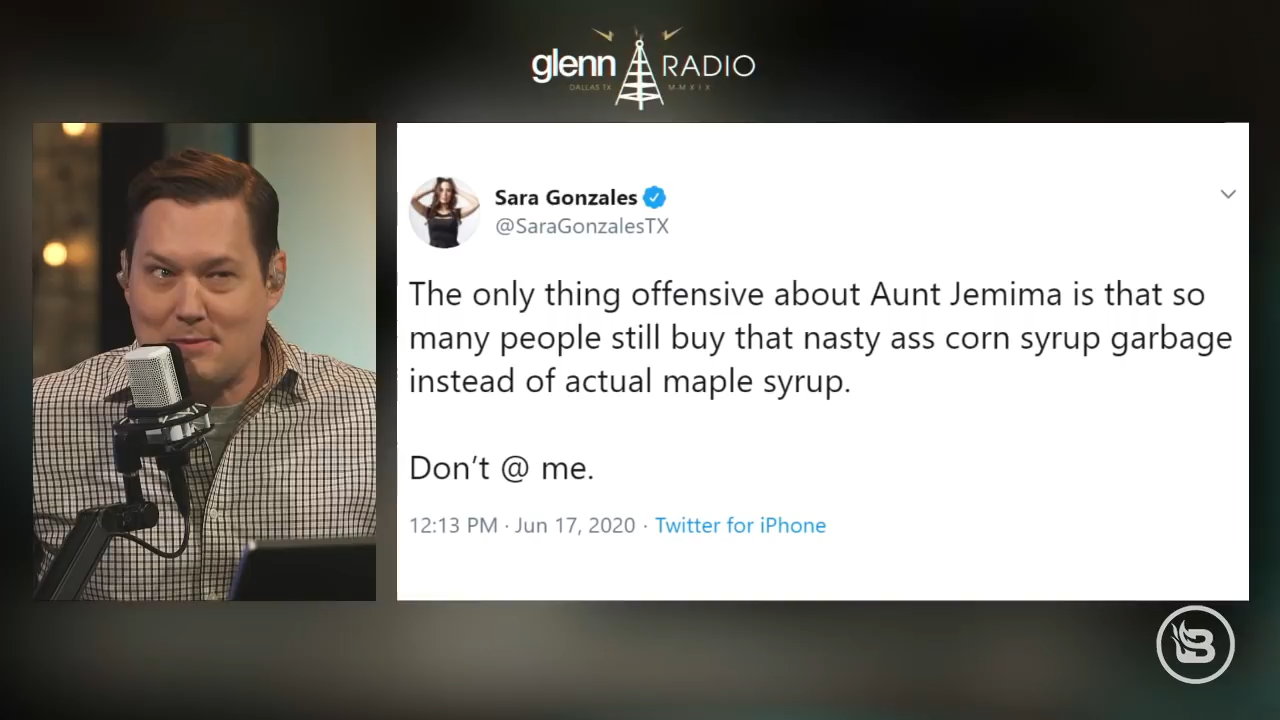 glenn RADIO
DALLAS TX MMXIX
Sara Gonzales
@SaraGonzalesTX
The only thing offensive about Aunt Jemima is that so
many people still buy that nasty ass corn syrup garbage
instead of actual maple syrup.
Don’t @ me.
12:13 PM · Jun 17, 2020 · Twitter for iPhone
B